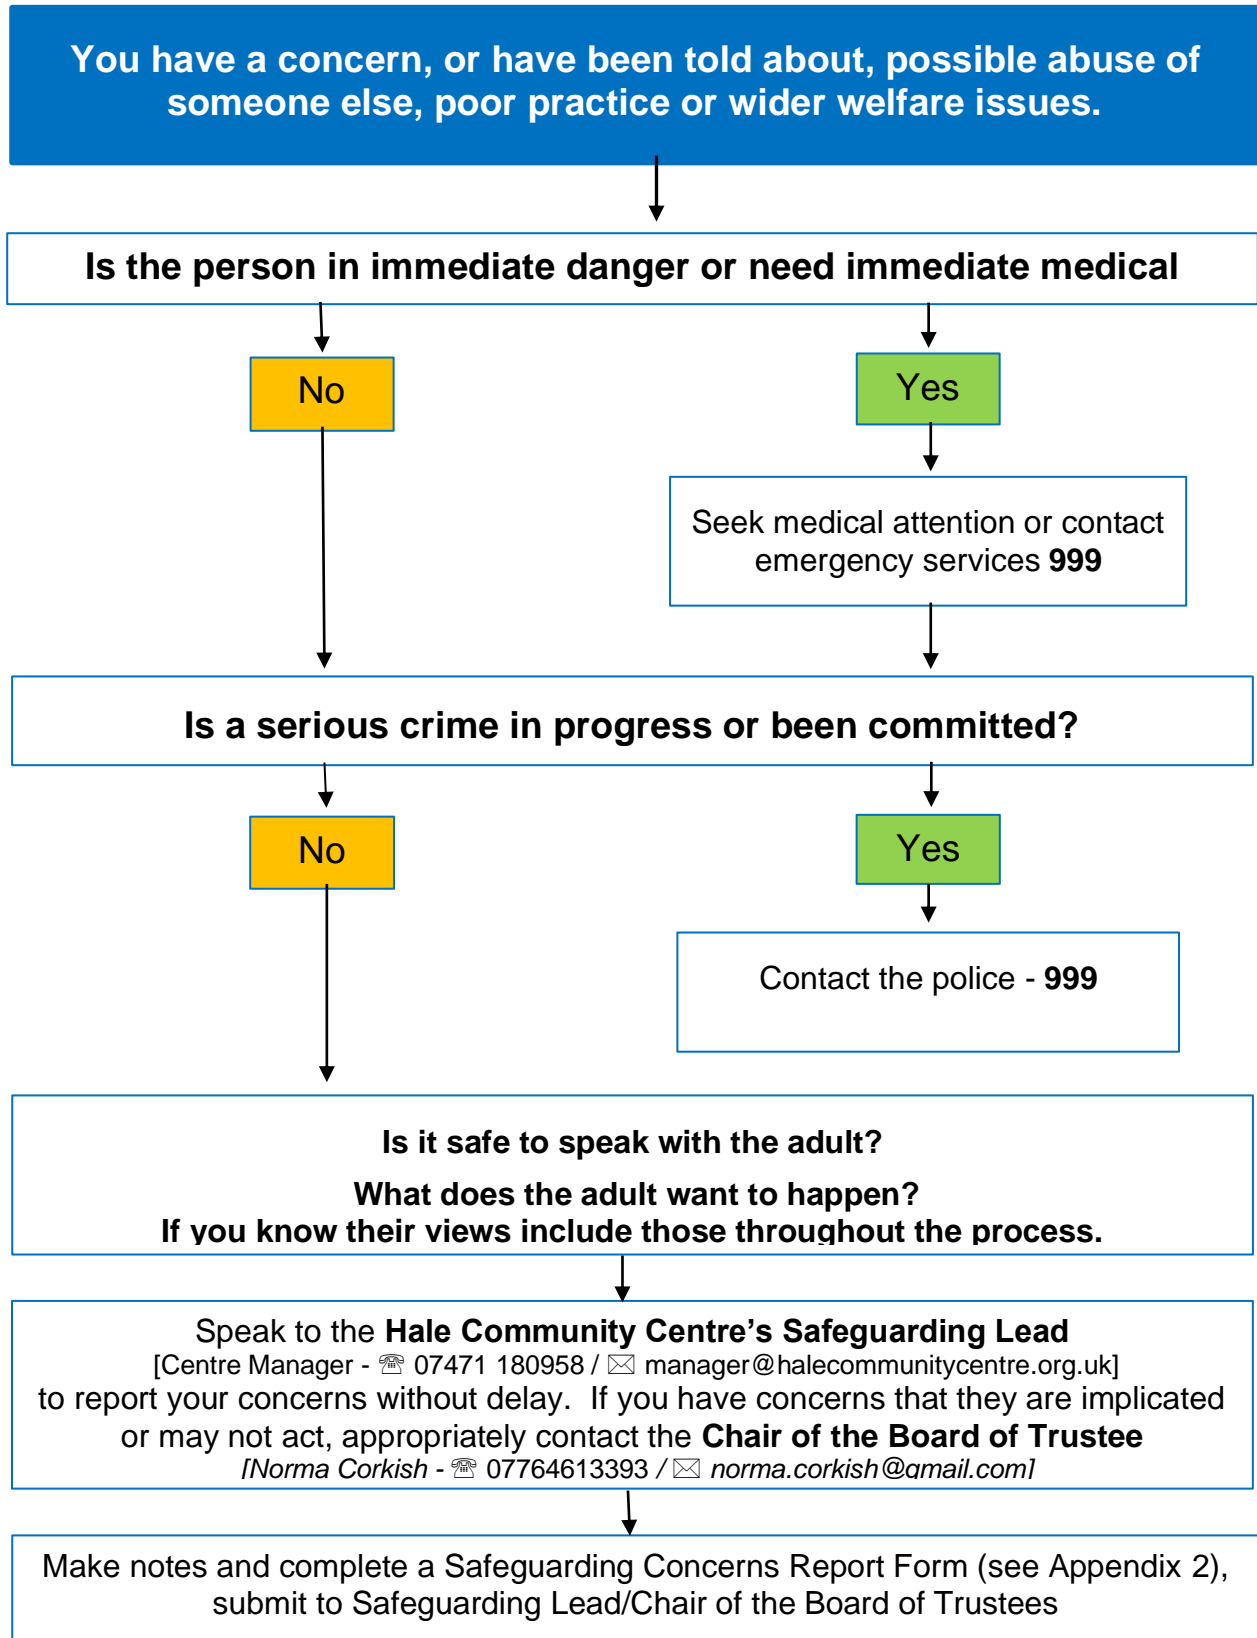 You have a concern, or have been told about, possible abuse of
someone else, poor practice or wider welfare issues.
Is the person in immediate danger or need immediate medical
No
Yes
Seek medical attention or contact
emergency services 999
Is a serious crime in progress or been committed?
No
Yes
Contact the police - 999
Is it safe to speak with the adult?
What does the adult want to happen?
If you know their views include those throughout the process.
Speak to the Hale Community Centre’s Safeguarding Lead
[Centre Manager - ☏ 07471 180958 / ✉ manager@halecommunitycentre.org.uk]
to report your concerns without delay.  If you have concerns that they are implicated
or may not act, appropriately contact the Chair of the Board of Trustee
[Norma Corkish - ☏ 07764613393 / ✉ norma.corkish@gmail.com]
Make notes and complete a Safeguarding Concerns Report Form (see Appendix 2),
submit to Safeguarding Lead/Chair of the Board of Trustees